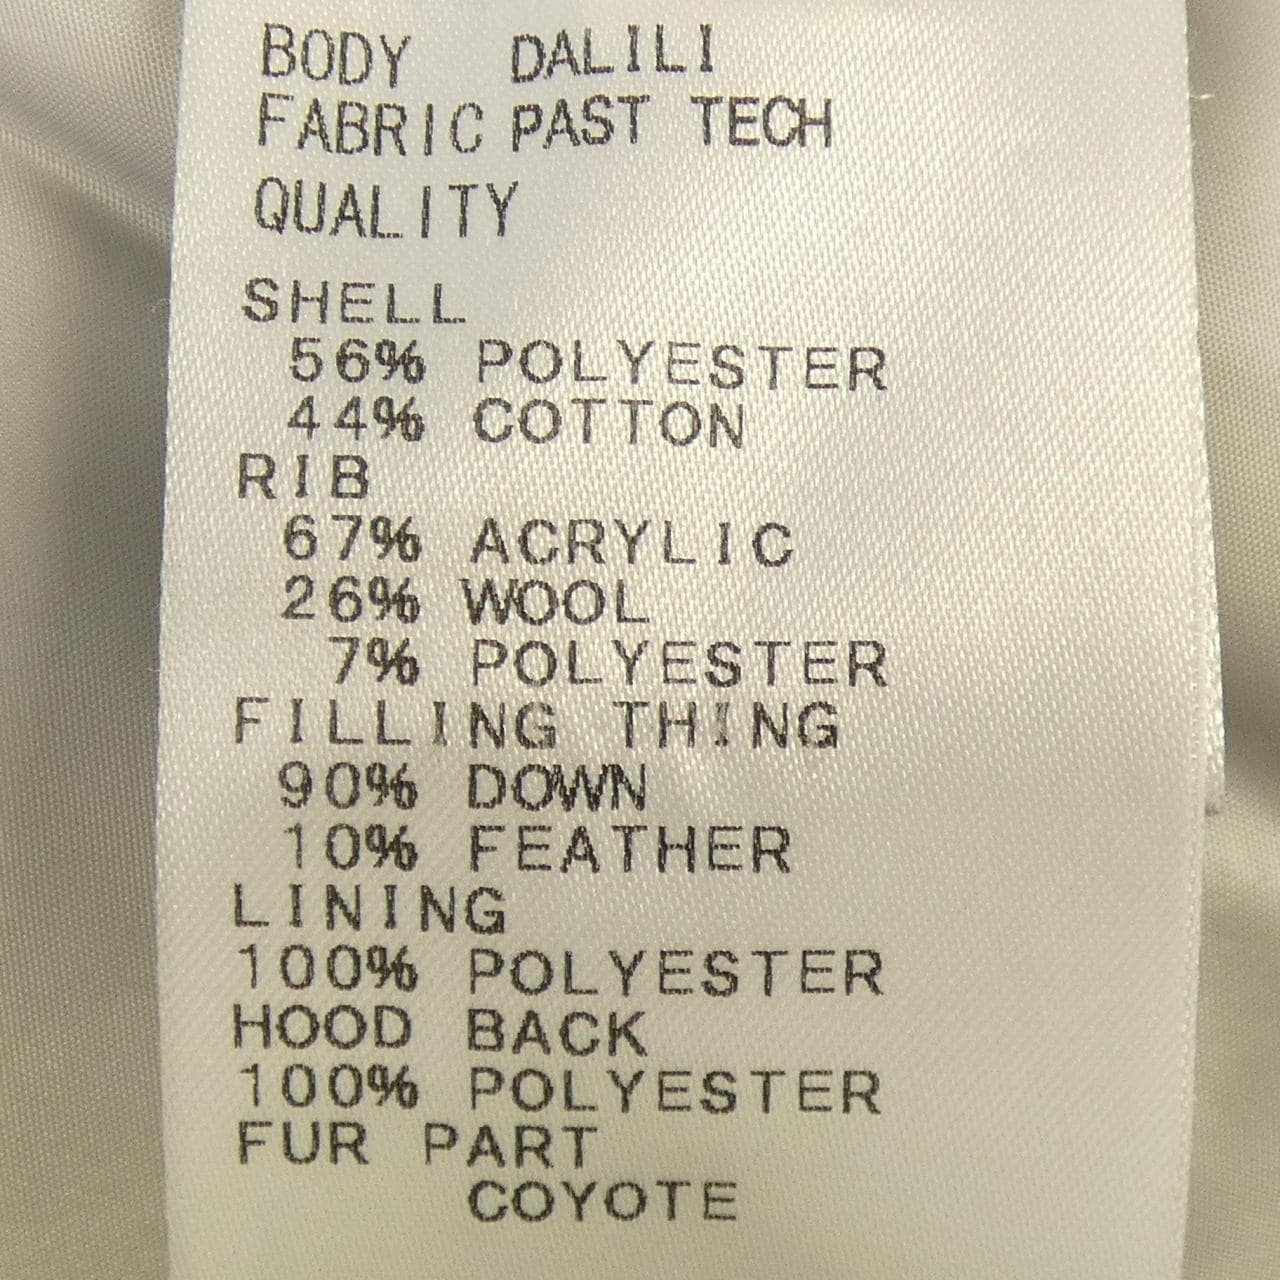 BODY DALILI
FABRIC PAST TECH
QUALITY
SHELL
56% POLYESTER
44% COTTON
RIB
67% ACRYLIC
26% WOOL
7% POLYESTER
FILLING THING
90% DOWN
10% FEATHER
LINING
100% POLYESTER
HOOD BACK
100% POLYESTER
FUR PART
COYOTE